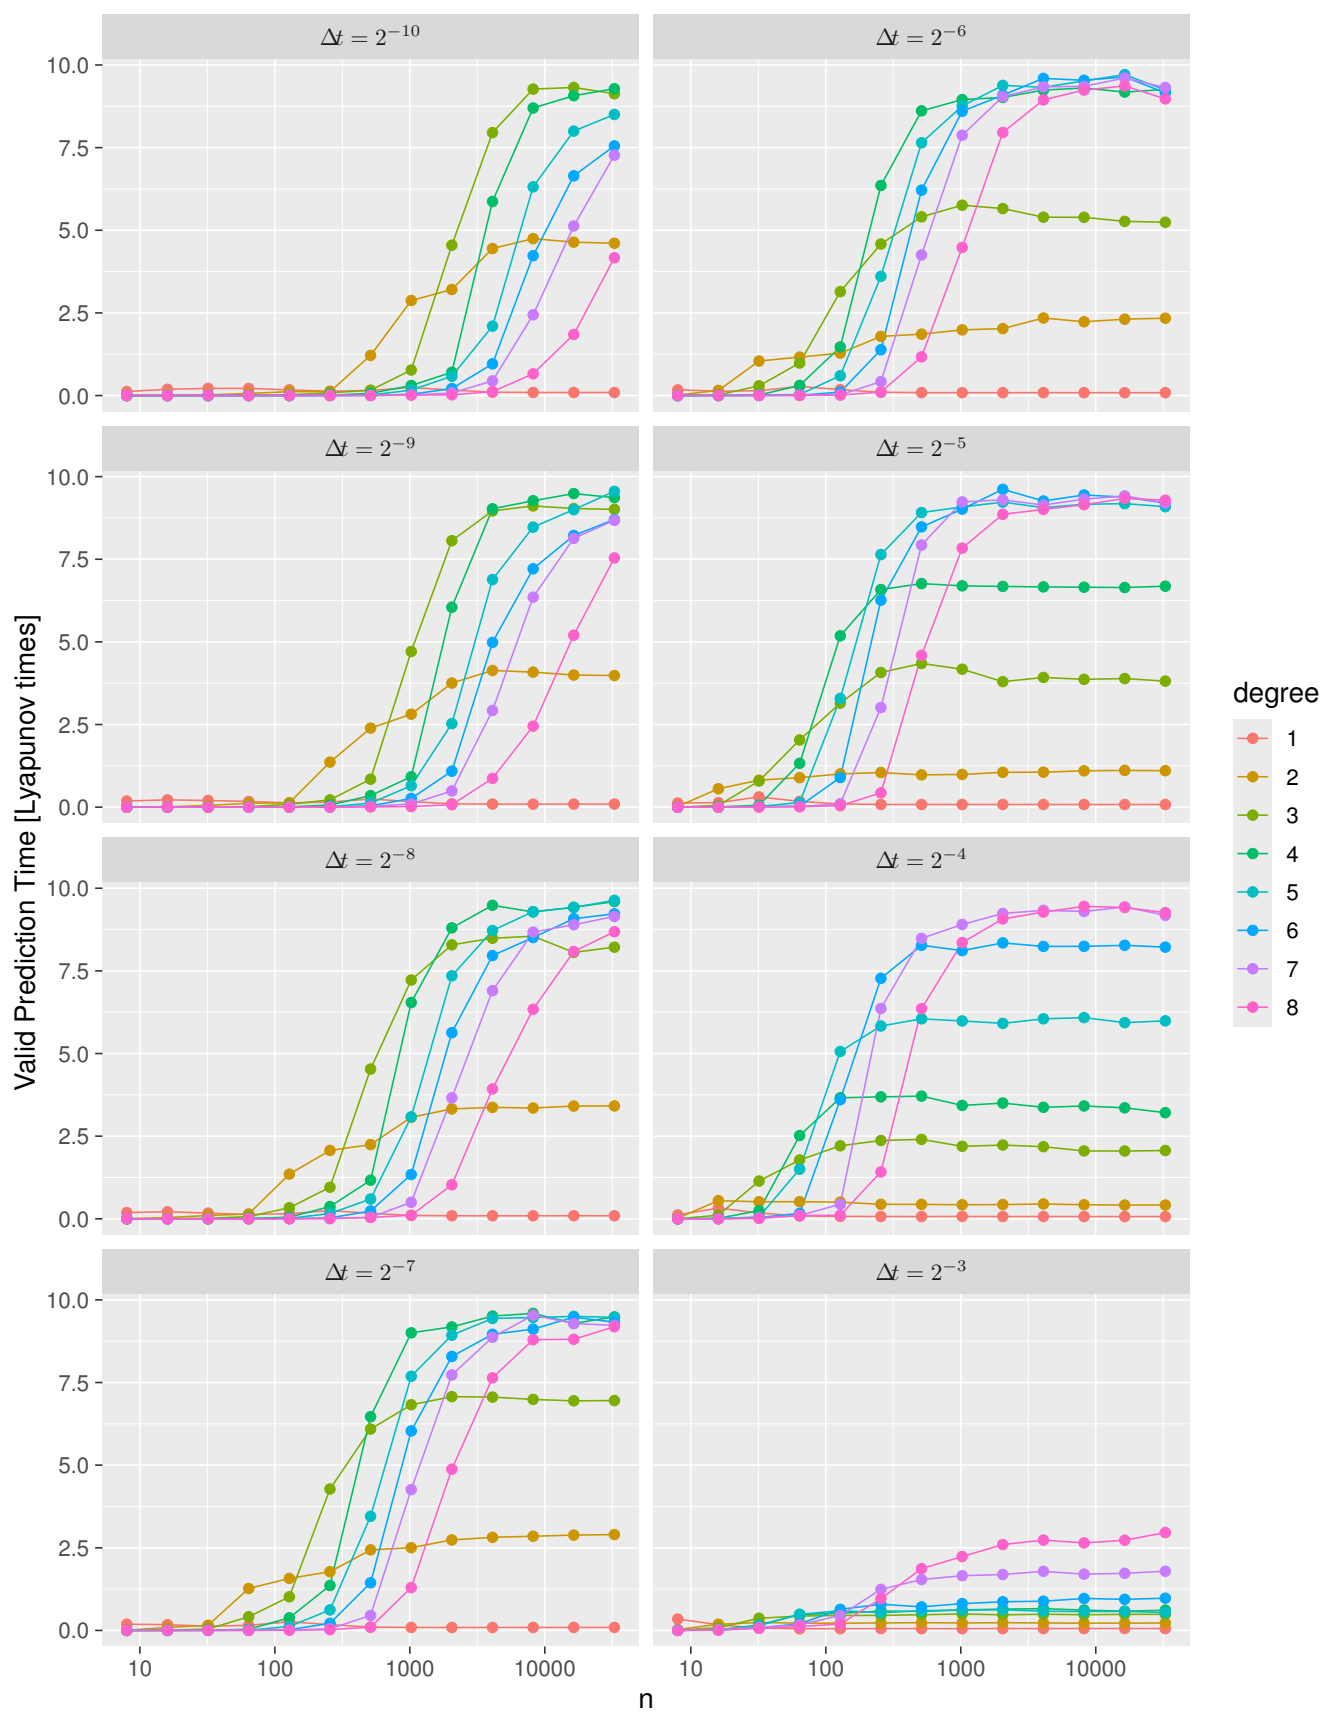 Δt = 2⁻¹⁰
Δt = 2⁻⁶
10.0
7.5
5.0
2.5
0.0
Δt = 2⁻⁹
Δt = 2⁻⁵
10.0
7.5
5.0
2.5
0.0
Δt = 2⁻⁸
Δt = 2⁻⁴
10.0
7.5
5.0
2.5
0.0
Δt = 2⁻⁷
Δt = 2⁻³
10.0
7.5
5.0
2.5
0.0
10 100 1000 10000
10 100 1000 10000
n
Valid Prediction Time [Lyapunov times]
degree
1
2
3
4
5
6
7
8